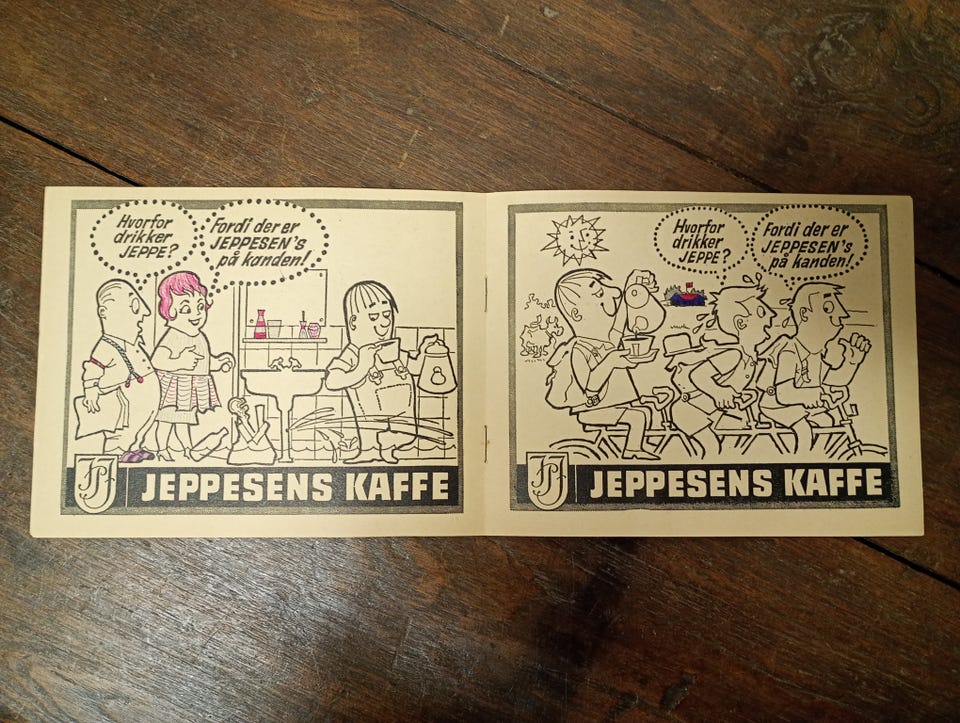 Hvorfor
drikker
JEPPE?
Fordi der er
JEPPESEN's
på kanden!
JEPPESENS KAFFE
Hvorfor
drikker
JEPPE?
Fordi der er
JEPPESEN's
på kanden!
JEPPESENS KAFFE